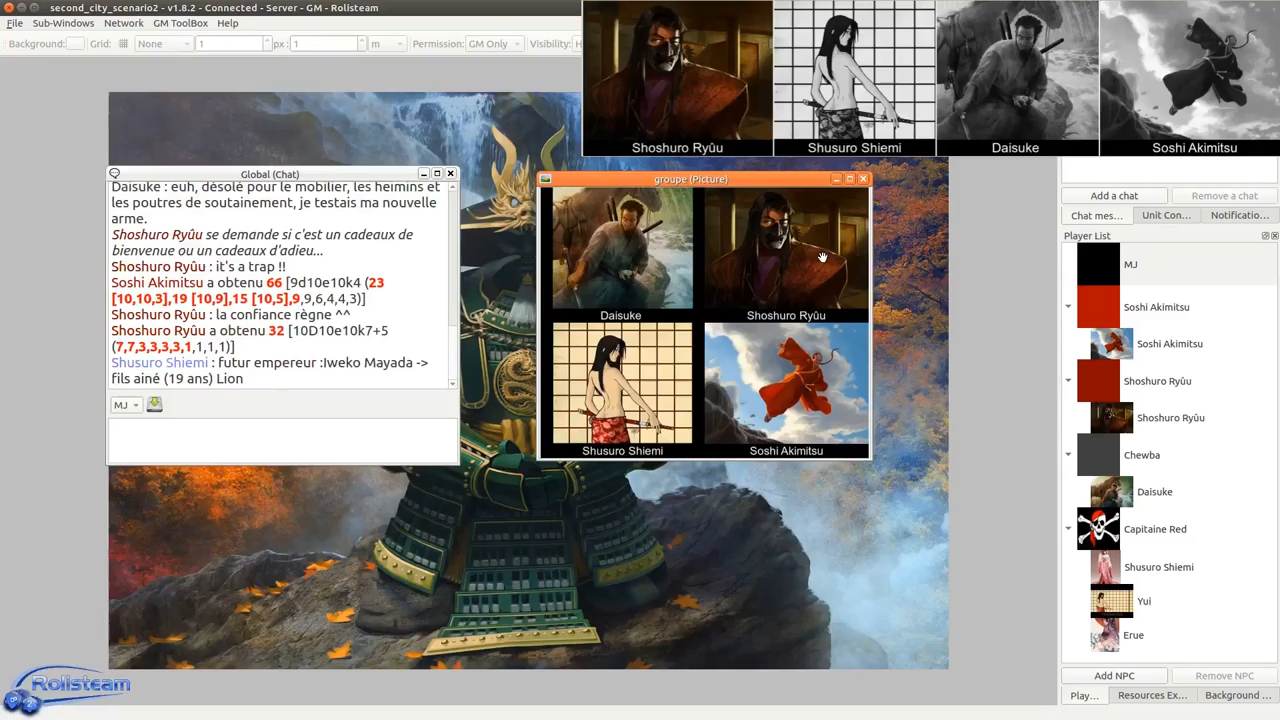 second_city_scenario2 - v1.8.2 - Connected - Server - GM - Rolisteam
File Sub-Windows Network GM ToolBox Help
Background: Grid: None 1 px : 1 m Permission: GM Only Visibility:
Shoshuro Ryûu Shusuro Shiemi Daisuke Soshi Akimitsu
Global (Chat)
Daisuke : euh, désolé pour le mobilier, les heimins et
les poutres de soutainement, je testais ma nouvelle
arme.
Shoshuro Ryûu se demande si c'est un cadeaux de
bienvenue ou un cadeaux d'adieu...
Shoshuro Ryûu : it's a trap !!
Soshi Akimitsu a obtenu 66 [9d10e10k4 (23
[10,10,3],19 [10,9],15 [10,5],9,9,6,4,4,3)]
Shoshuro Ryûu : la confiance règne ^^
Shoshuro Ryûu a obtenu 32 [10D10e10k7+5
(7,7,3,3,3,3,1,1,1,1)]
Shusuro Shiemi : futur empereur :Iweko Mayada ->
fils ainé (19 ans) Lion
MJ
groupe (Picture)
Daisuke Shoshuro Ryûu
Shusuro Shiemi Soshi Akimitsu
Add a chat Remove a chat
Chat mes... Unit Con... Notificatio...
Player List
MJ
Soshi Akimitsu
Soshi Akimitsu
Shoshuro Ryûu
Shoshuro Ryûu
Chewba
Daisuke
Capitaine Red
Shusuro Shiemi
Yui
Erue
Add NPC Remove NPC
Play... Resources Ex... Background ...
Rolisteam